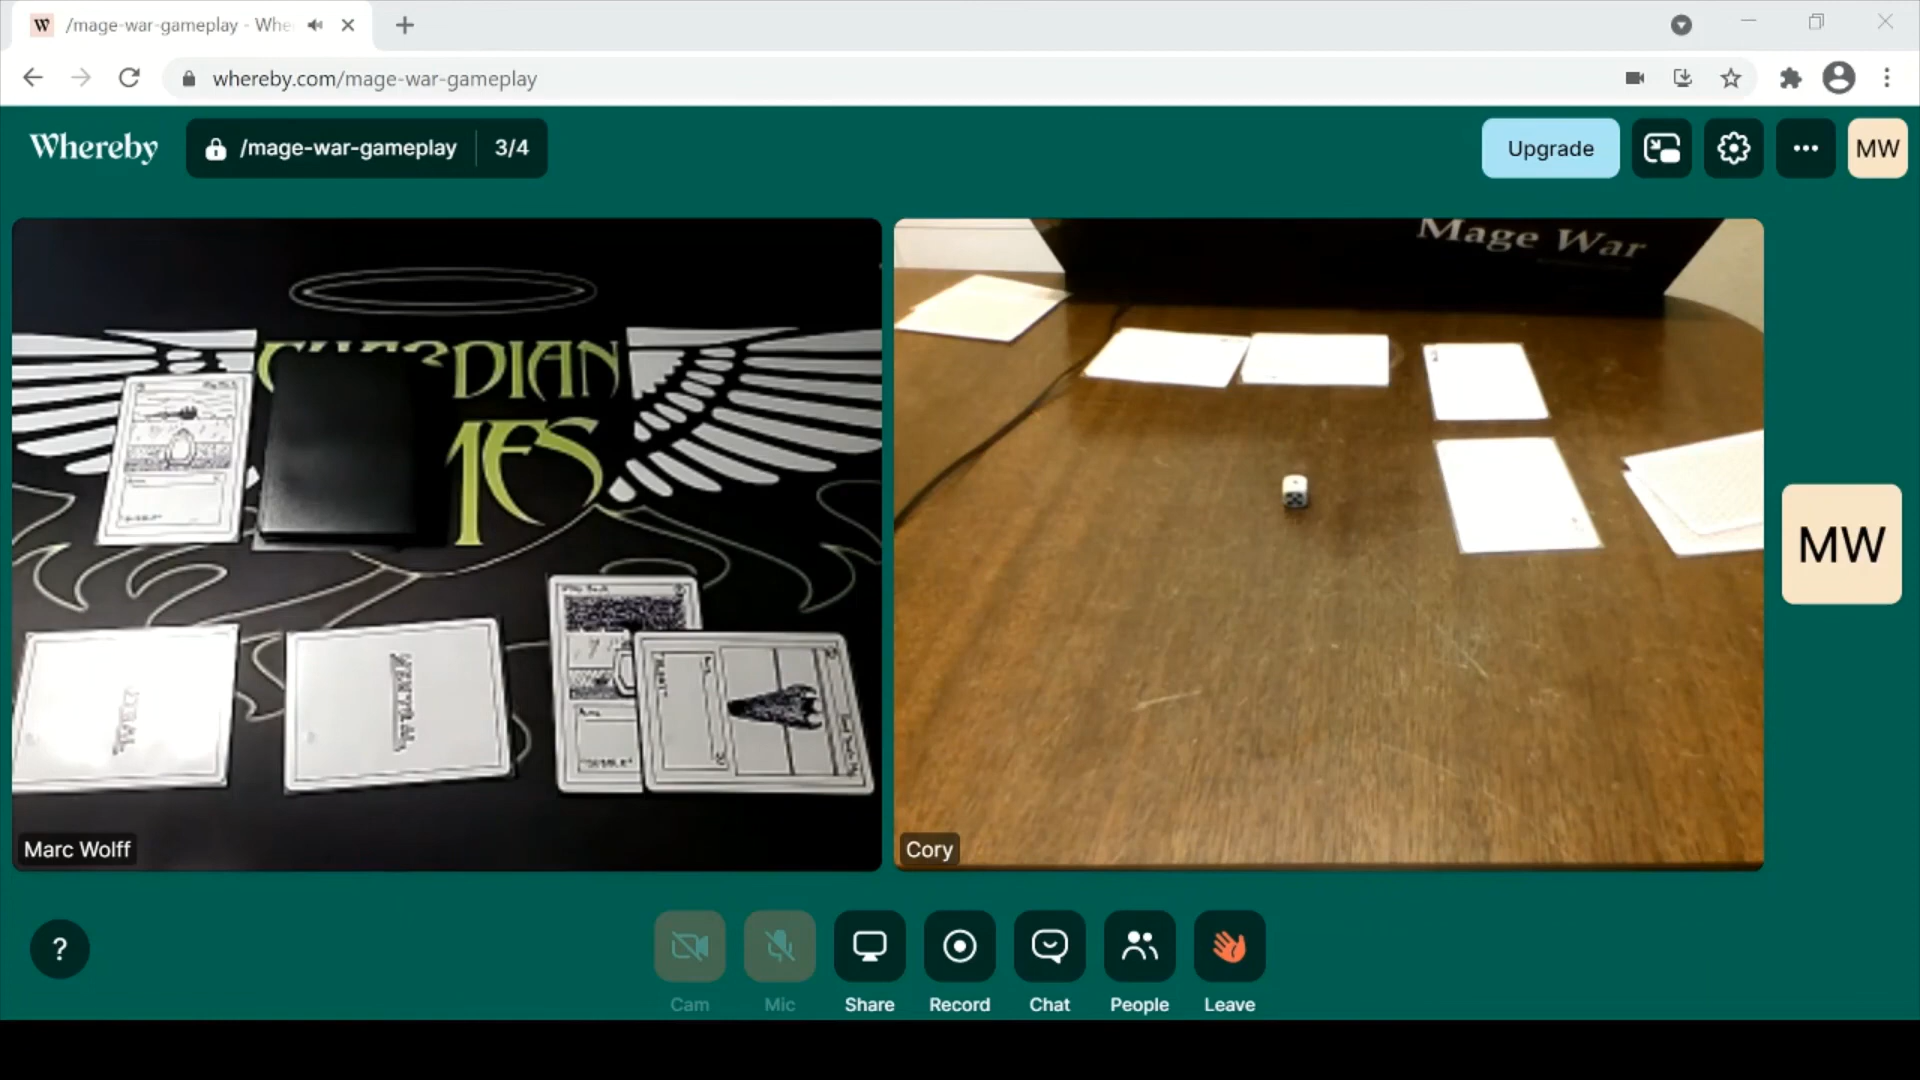 /mage-war-gameplay - Whe
whereby.com/mage-war-gameplay
Whereby
/mage-war-gameplay
3/4
Upgrade
MW
GUARDIAN
Mage War
MW
Marc Wolff
Cory
?
Cam
Mic
Share
Record
Chat
People
Leave